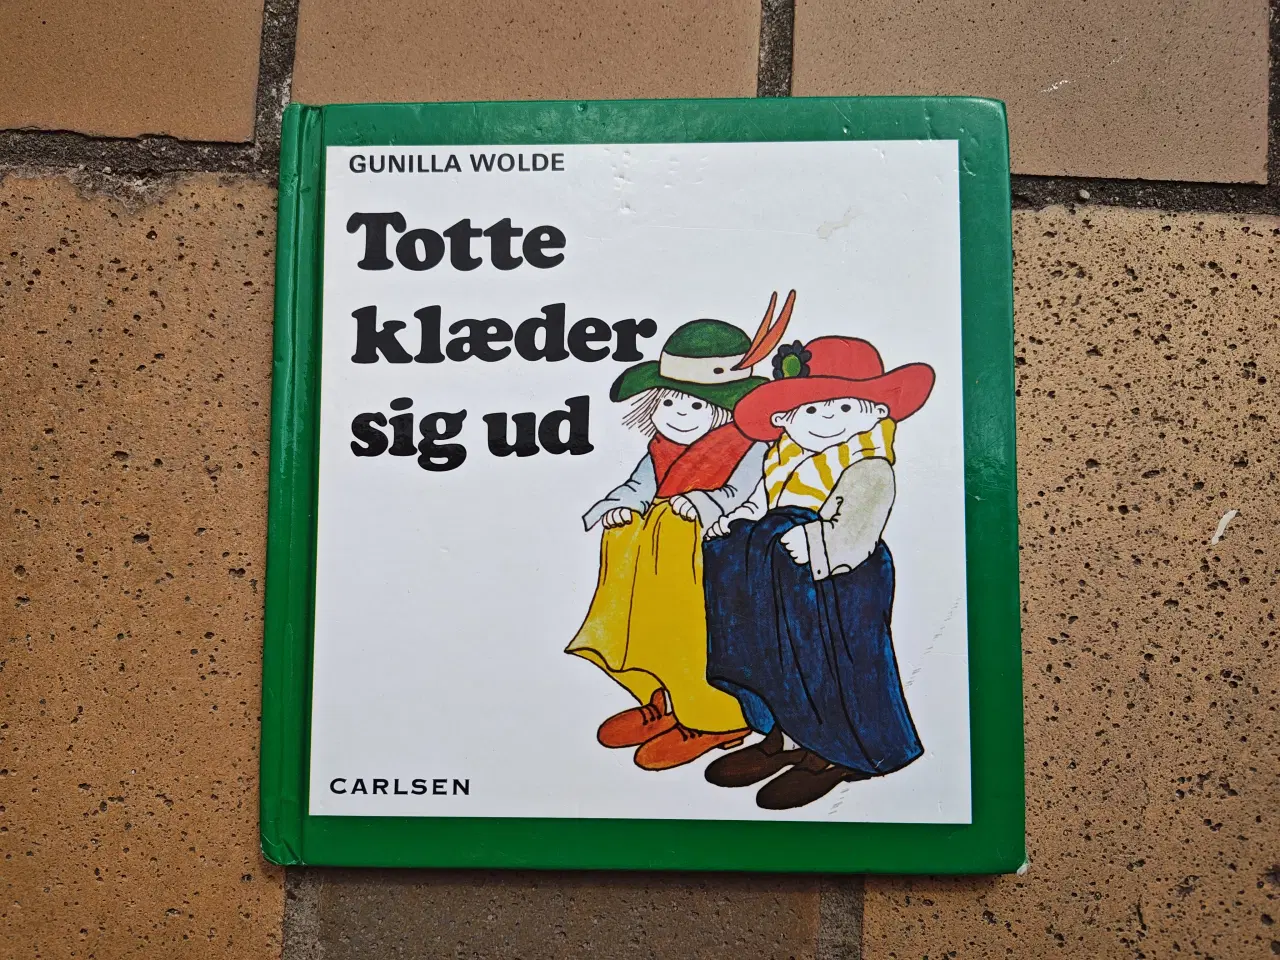 GUNILLA WOLDE
Totte
klæder
sig ud
CARLSEN